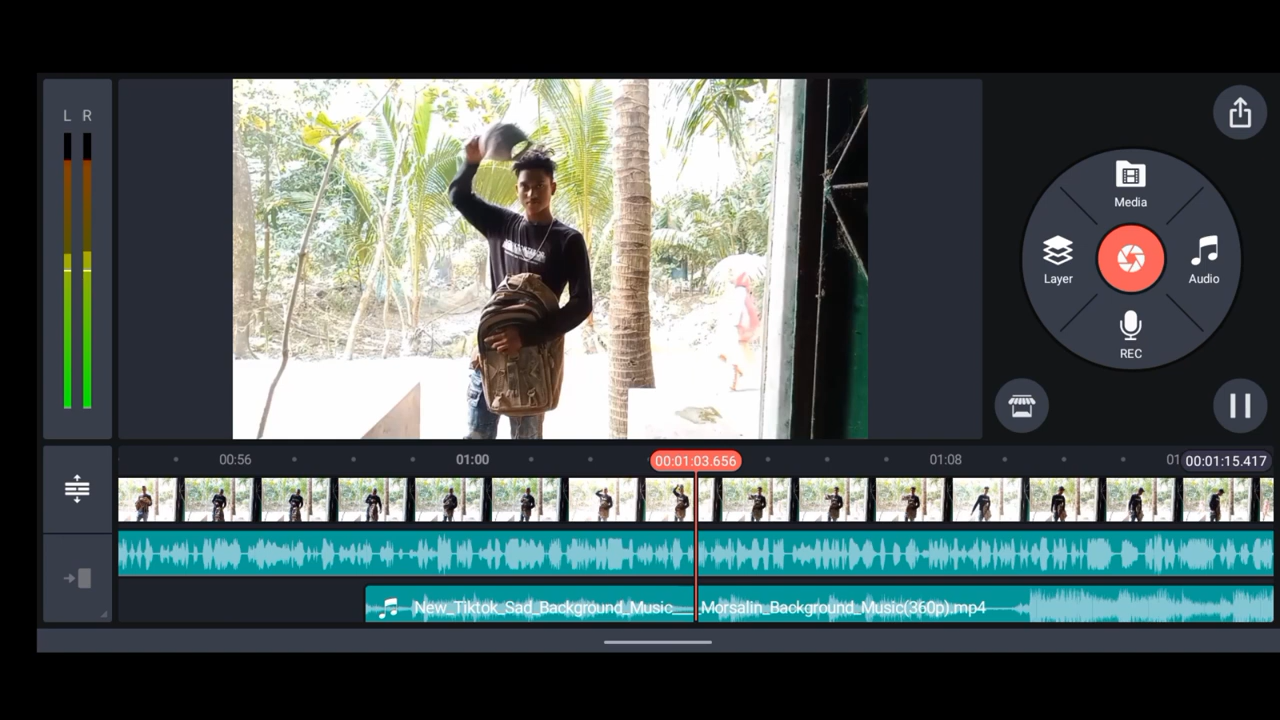 L R
Media
Layer
Audio
REC
00:56
01:00
00:01:03.656
01:08
01
00:01:15.417
New_Tiktok_Sad_Background_Music___Morsalin_Background_Music(360p).mp4